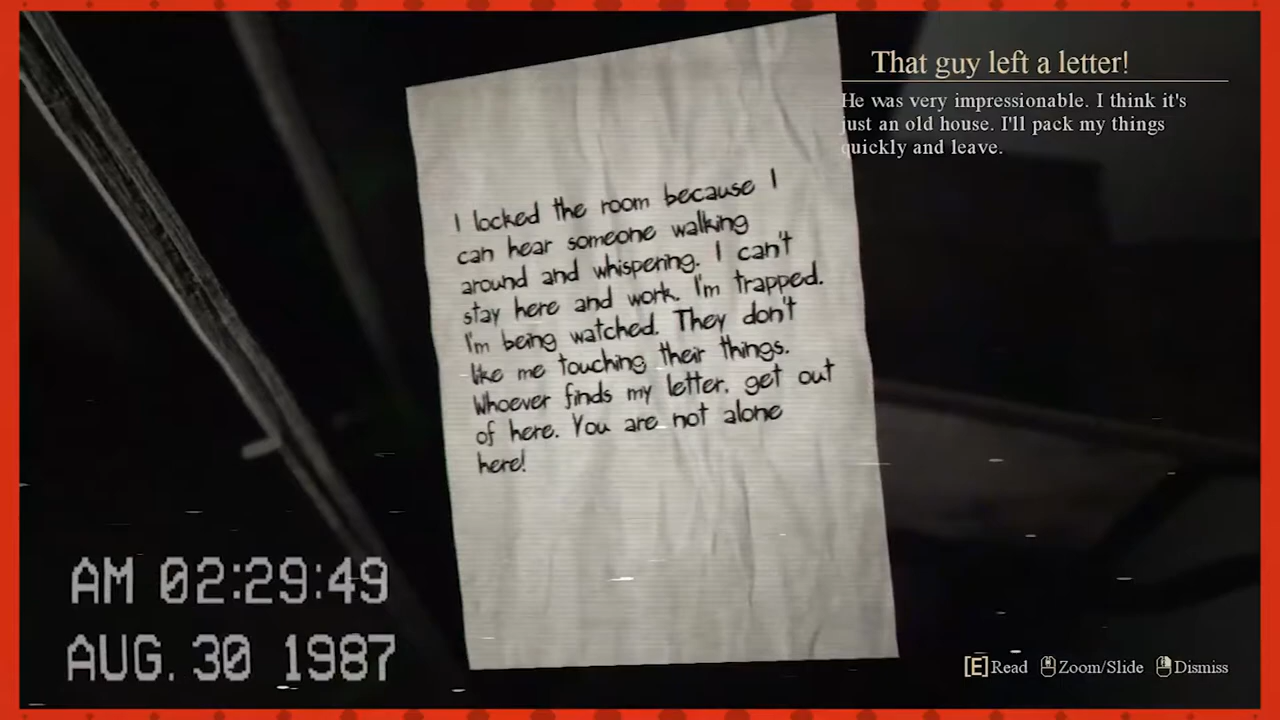 That guy left a letter!
He was very impressionable. I think it's
just an old house. I'll pack my things
quickly and leave.
I locked the room because I
can hear someone walking
around and whispering. I can't
stay here and work. I'm trapped.
I'm being watched. They don't
like me touching their things.
Whoever finds my letter, get out
of here. You are not alone
here!
AM 02:29:49
AUG. 30 1987
[E]Read Zoom/Slide Dismiss